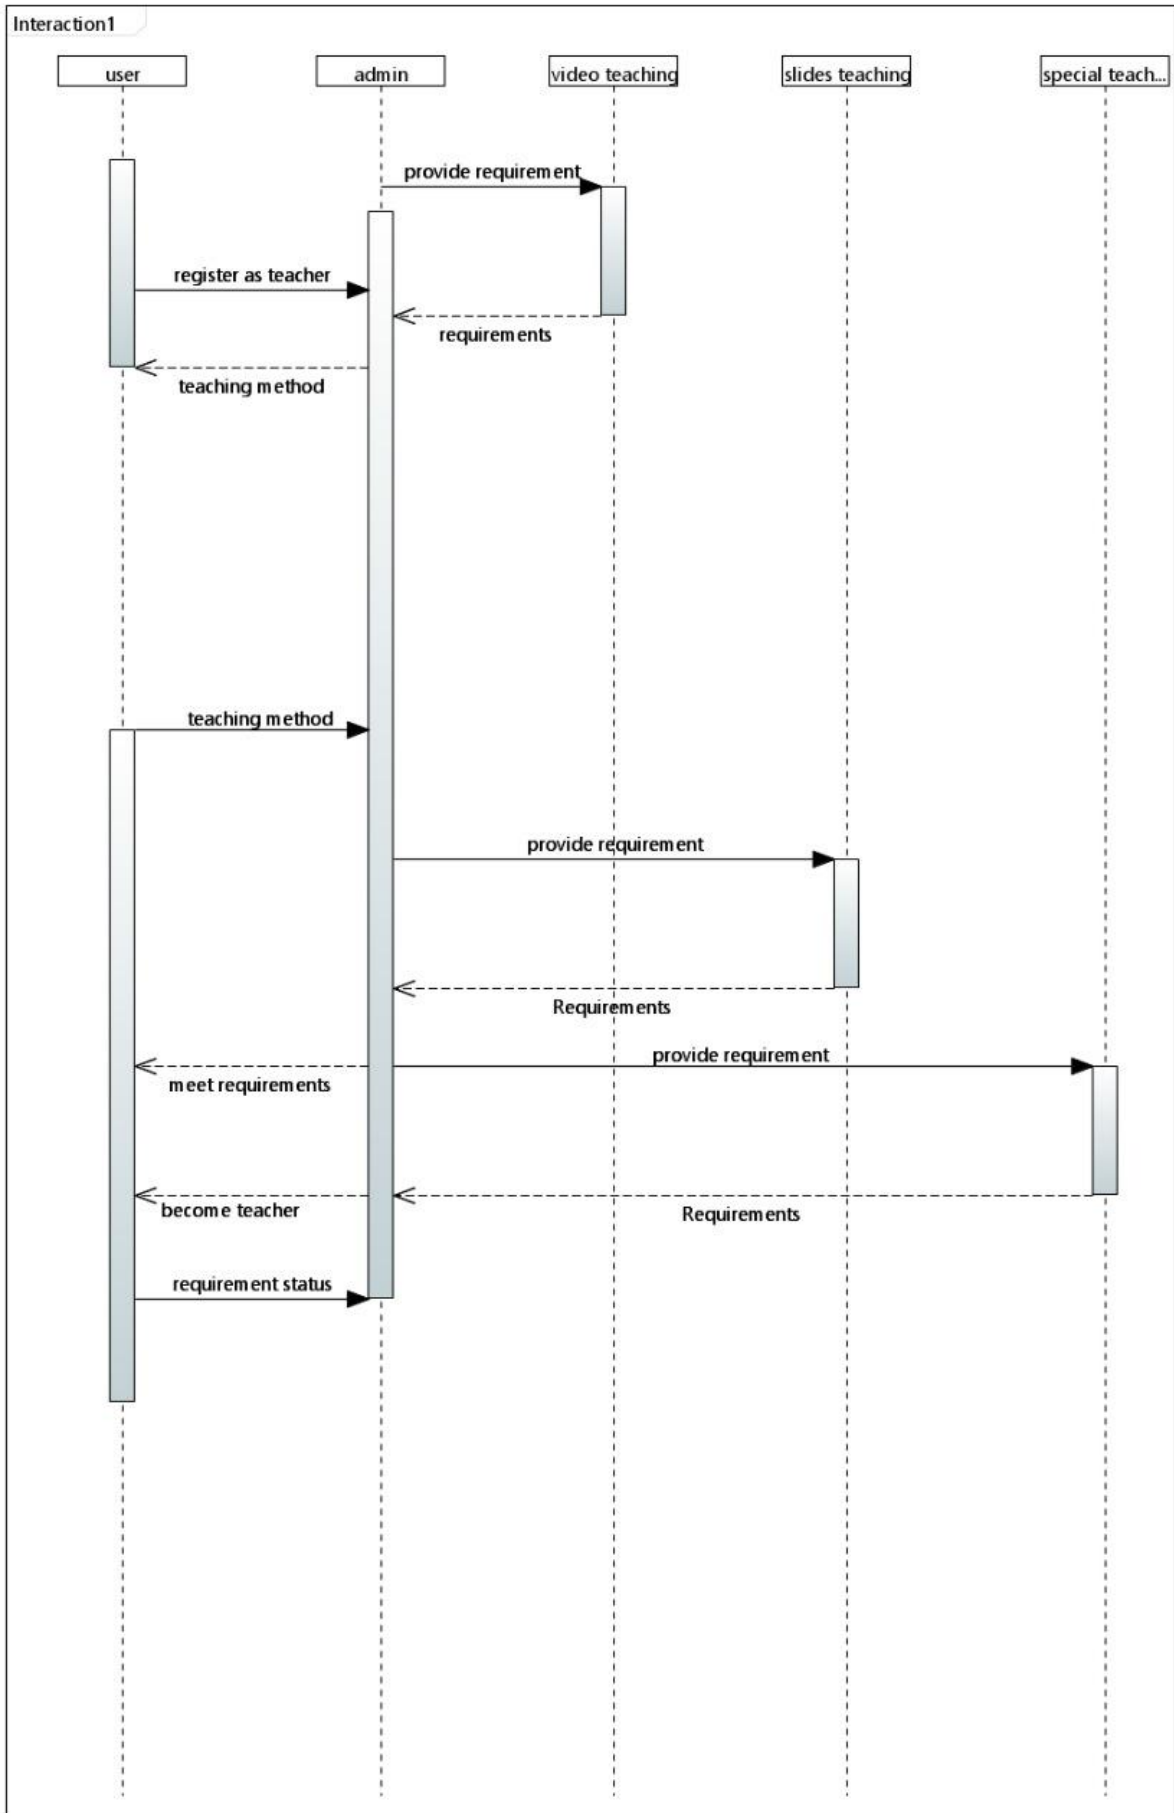 Interaction1
user
admin
video teaching
slides teaching
special teach...
provide requirement
register as teacher
requirements
teaching method
teaching method
provide requirement
Requirements
provide requirement
meet requirements
become teacher
Requirements
requirement status